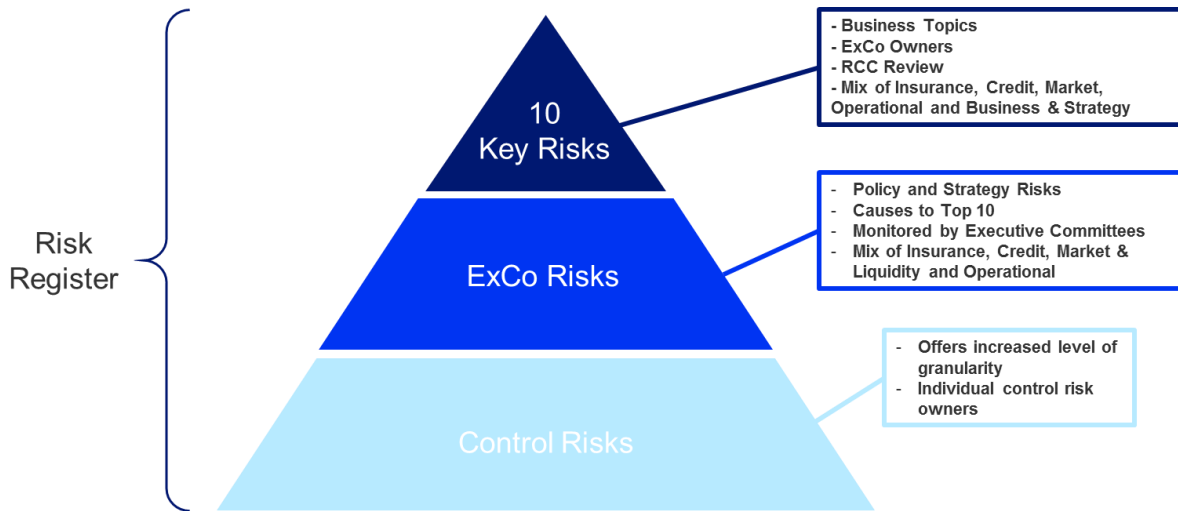 Risk
Register
10
Key Risks
ExCo Risks
Control Risks
- Business Topics
- ExCo Owners
- RCC Review
- Mix of Insurance, Credit, Market,
Operational and Business & Strategy
- Policy and Strategy Risks
- Causes to Top 10
- Monitored by Executive Committees
- Mix of Insurance, Credit, Market &
Liquidity and Operational
- Offers increased level of
granularity
- Individual control risk
owners